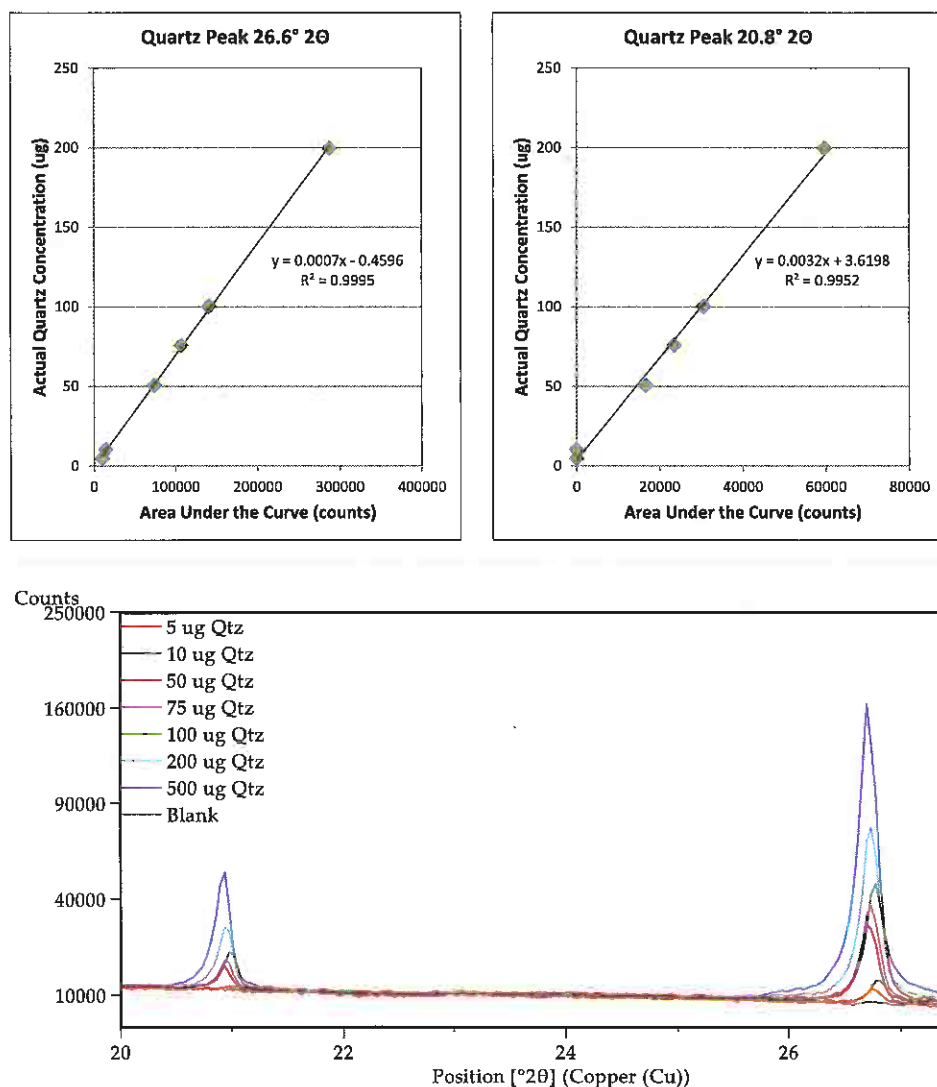 Quartz Peak 26.6° 2Θ
Actual Quartz Concentration (ug)
250
200
150
100
50
0
y = 0.0007x - 0.4596
R² = 0.9995
0 100000 200000 300000 400000
Area Under the Curve (counts)
Quartz Peak 20.8° 2Θ
Actual Quartz Concentration (ug)
250
200
150
100
50
0
y = 0.0032x + 3.6198
R² = 0.9952
0 20000 40000 60000 80000
Area Under the Curve (counts)
Counts
250000
160000
90000
40000
10000
5 ug Qtz
10 ug Qtz
50 ug Qtz
75 ug Qtz
100 ug Qtz
200 ug Qtz
500 ug Qtz
Blank
20 22 24 26
Position [°2θ] (Copper (Cu))